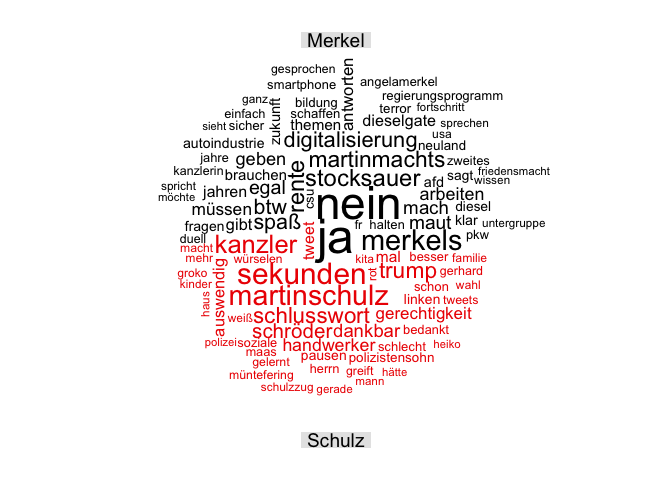 Merkel
gesprochen
smartphone
antworten
angelamerkel
regierungsprogramm
ganz
zukunft
bildung
terror
fortschritt
einfach
schaffen
dieselgate
sieht
sicher
themen
sprechen
digitalisierung
usa
autoindustrie
neuland
jahre
geben
martinmachts
zweites
kanzlerin
brauchen
rente
stocksauer
afd
sagt
friedensmacht
wissen
spricht
möchte
jahren
egal
csu
nein
arbeiten
müssen
btw
mach
diesel
fragen
gibt
spaß
fr
halten
maut
klar
untergruppe
duell
ja
merkels
pkw
macht
kanzler
tweet
mehr
würselen
kita
mal
besser
familie
groko
sekunden
rot
trump
gerhard
kinder
auswendig
martinschulz
schon
wahl
haus
linken
tweets
weiß
schlusswort
gerechtigkeit
schröder
dankbar
bedankt
polizei
soziale
handwerker
schlecht
heiko
maas
pausen
polizistensohn
gelernt
herrn
greift
hätte
müntefering
mann
schulzzug
gerade
Schulz